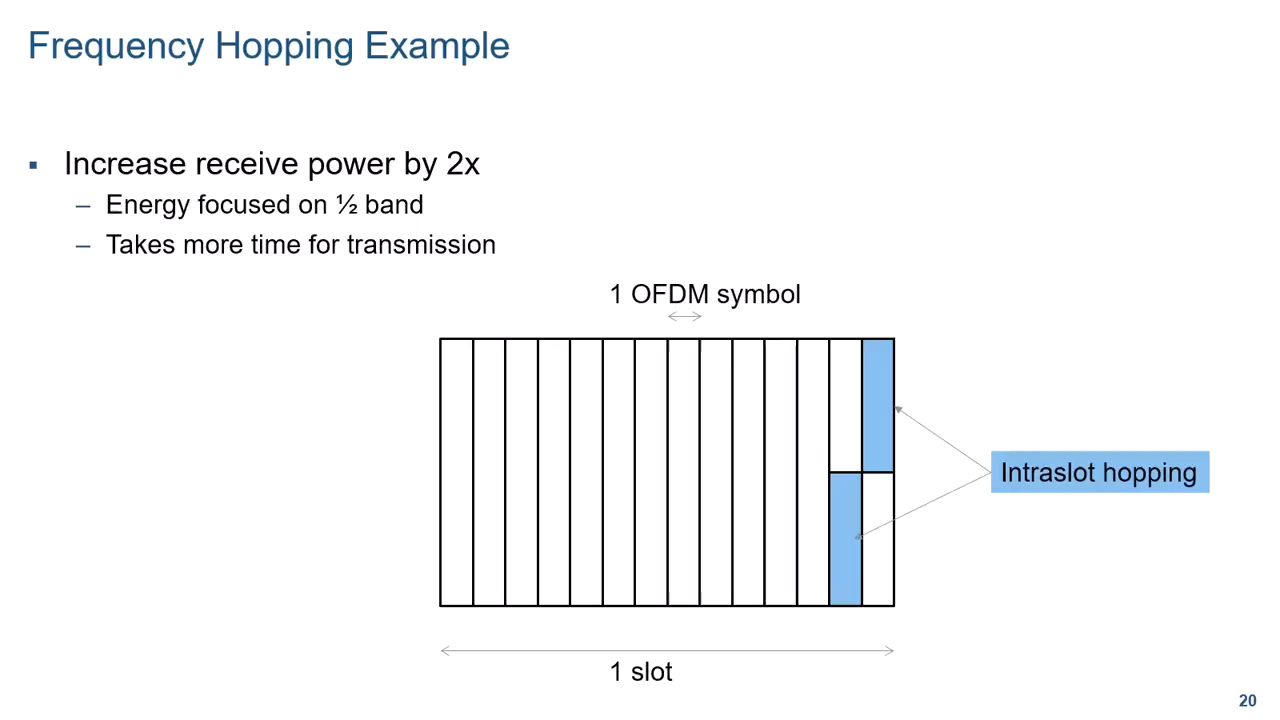 Frequency Hopping Example
▪ Increase receive power by 2x
– Energy focused on ½ band
– Takes more time for transmission
1 OFDM symbol
Intraslot hopping
1 slot
20